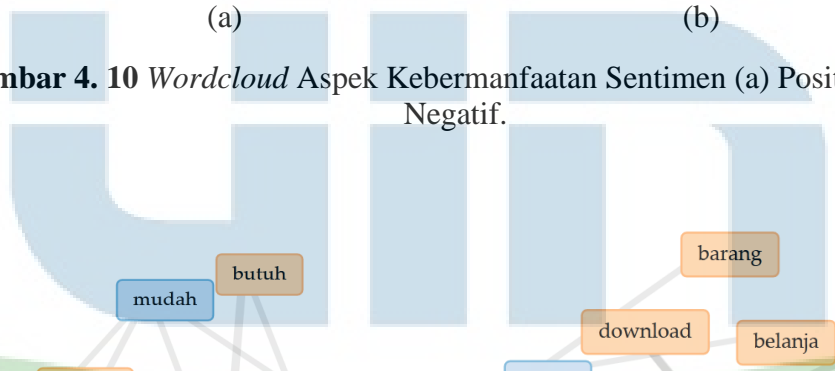 (a) (b)
mbar 4. 10 Wordcloud Aspek Kebermanfaatan Sentimen (a) Posit
Negatif.
barang
butuh
mudah
download
belanja